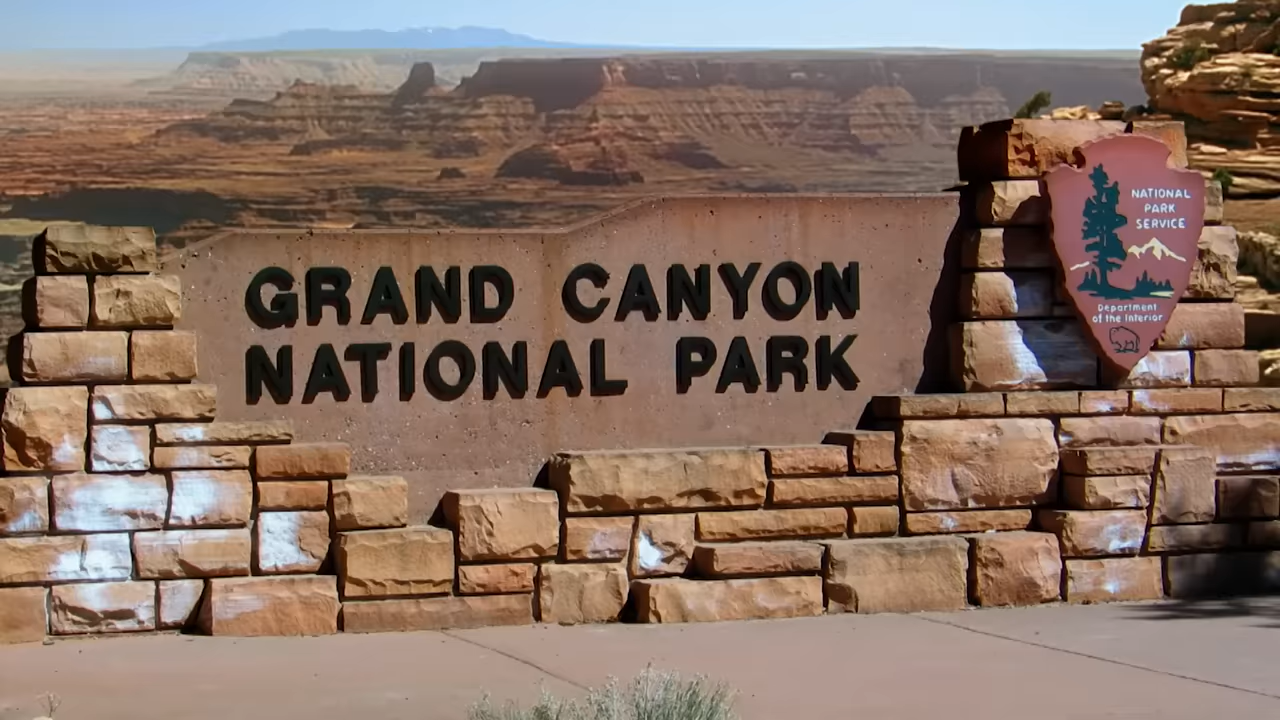 GRAND CANYON
NATIONAL PARK
NATIONAL
PARK
SERVICE
Department
of the Interior